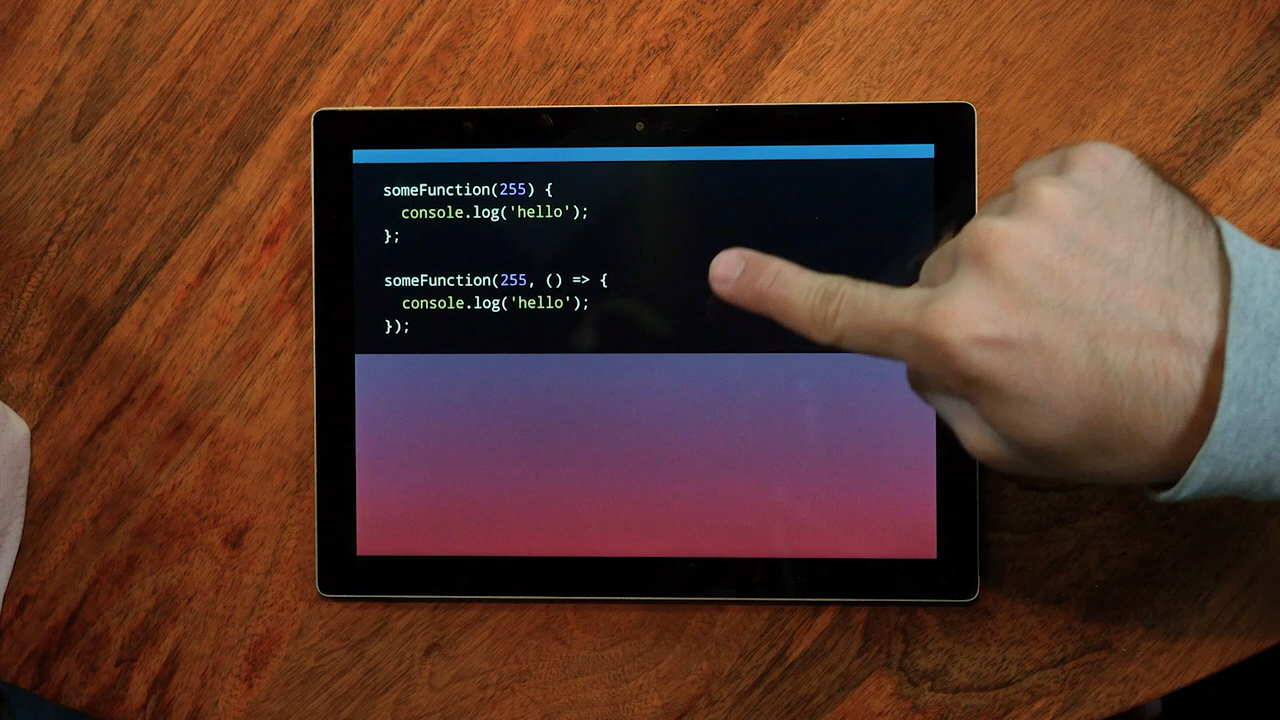 someFunction(255) {
  console.log('hello');
};

someFunction(255, () => {
  console.log('hello');
});